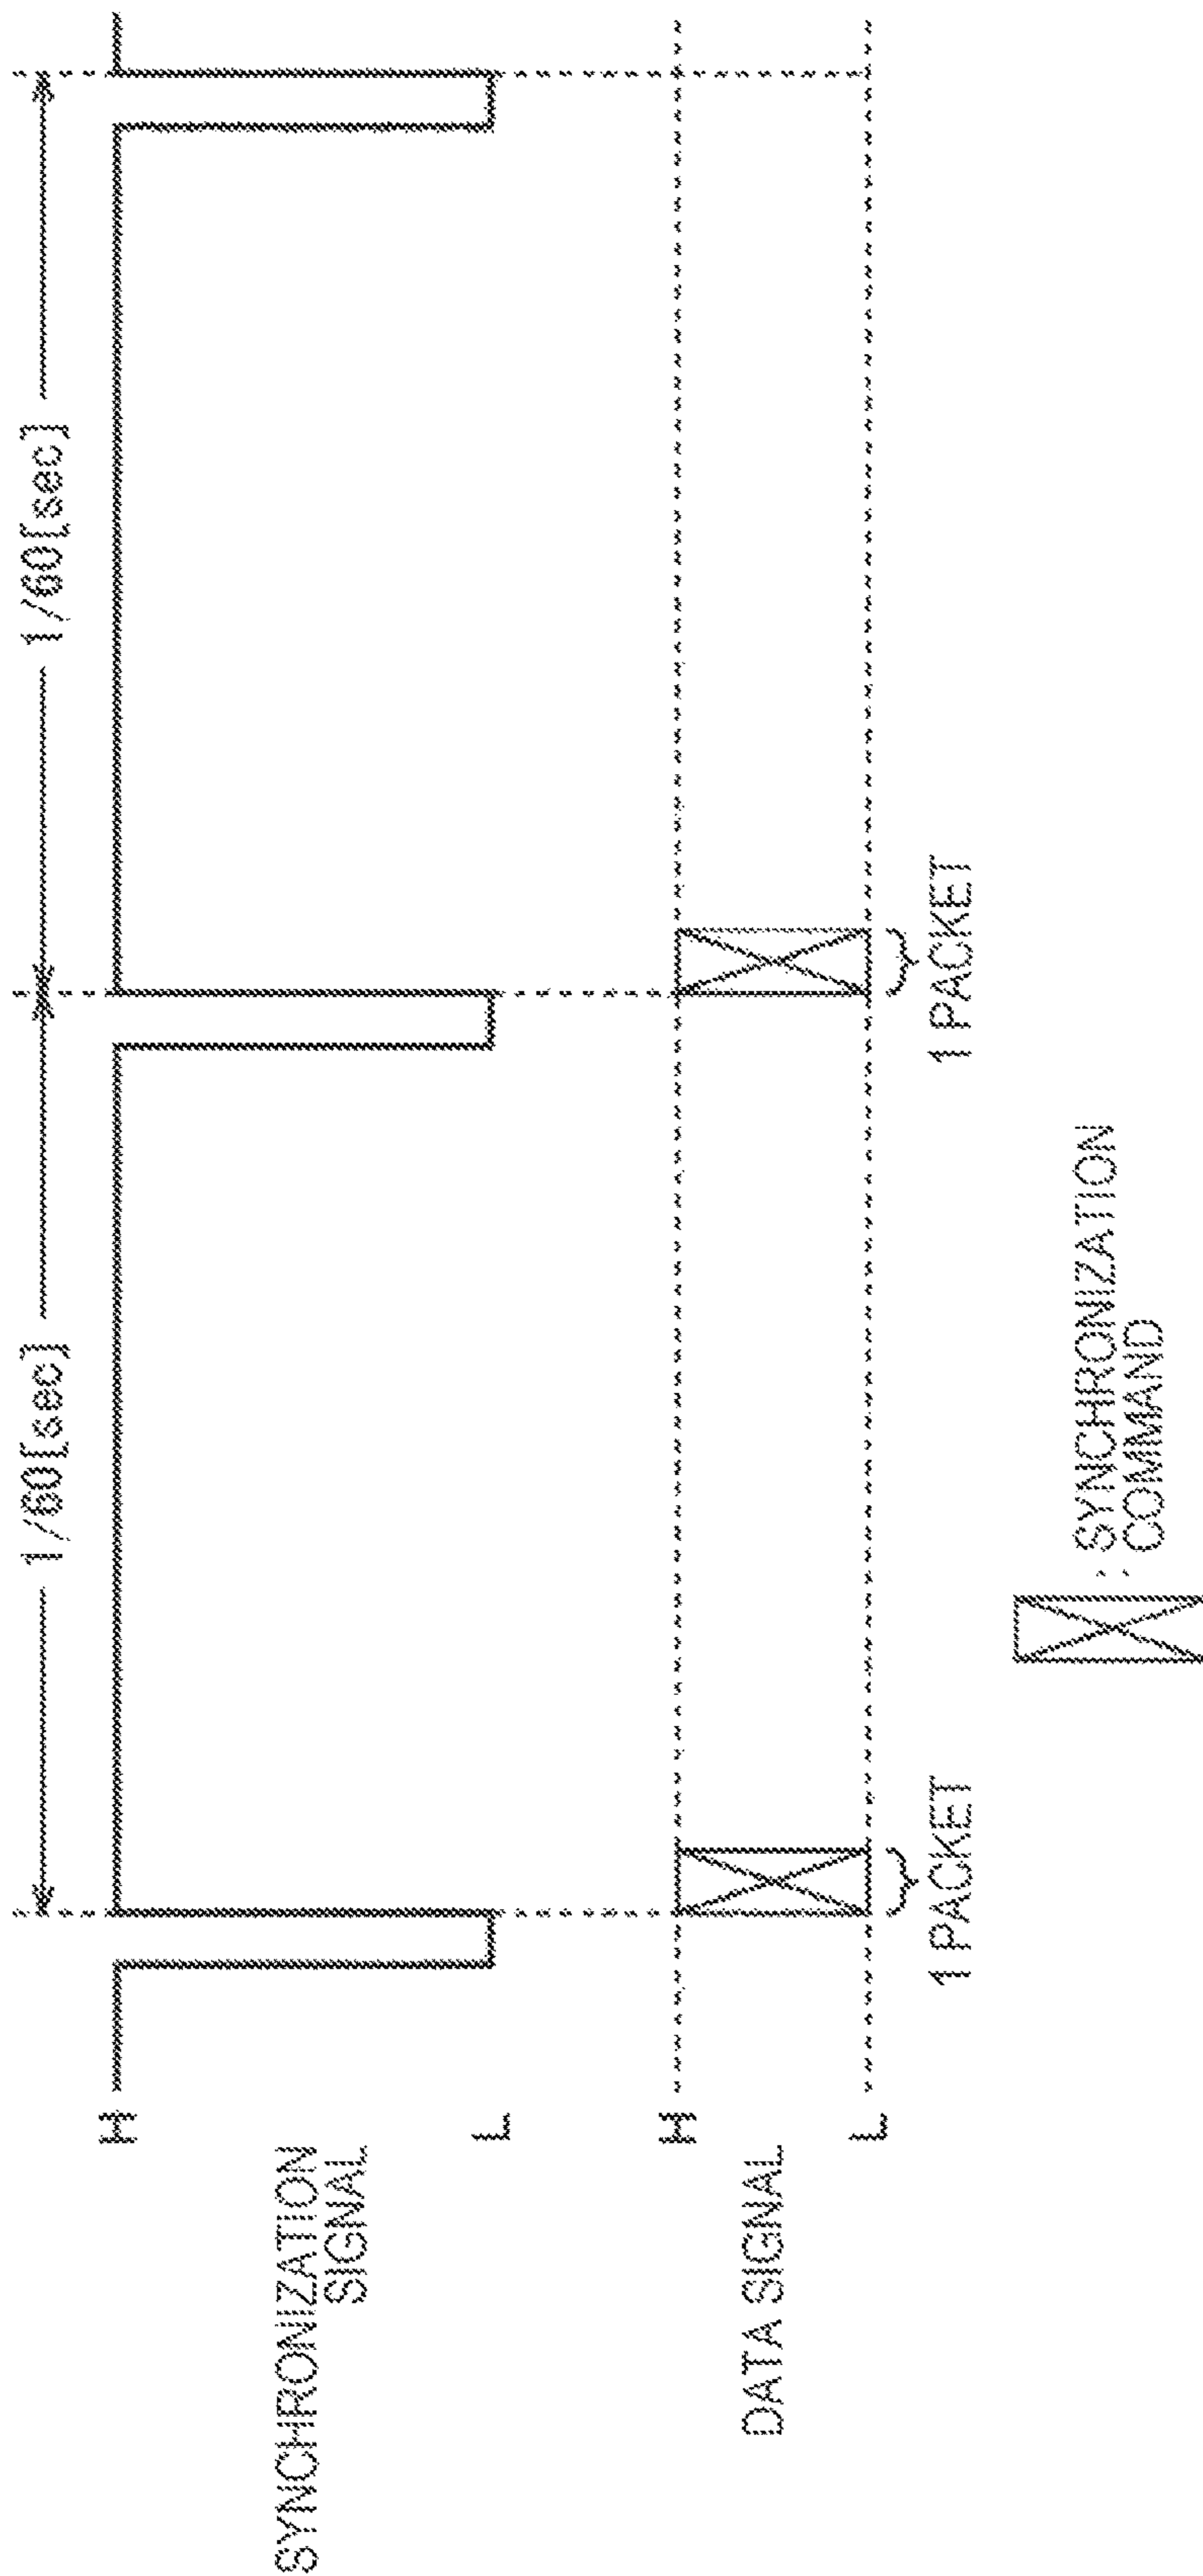 1/60[sec]
1/60[sec]
H
SYNCHRONIZATION
SIGNAL
L
H
DATA SIGNAL
L
1 PACKET
1 PACKET
: SYNCHRONIZATION
COMMAND